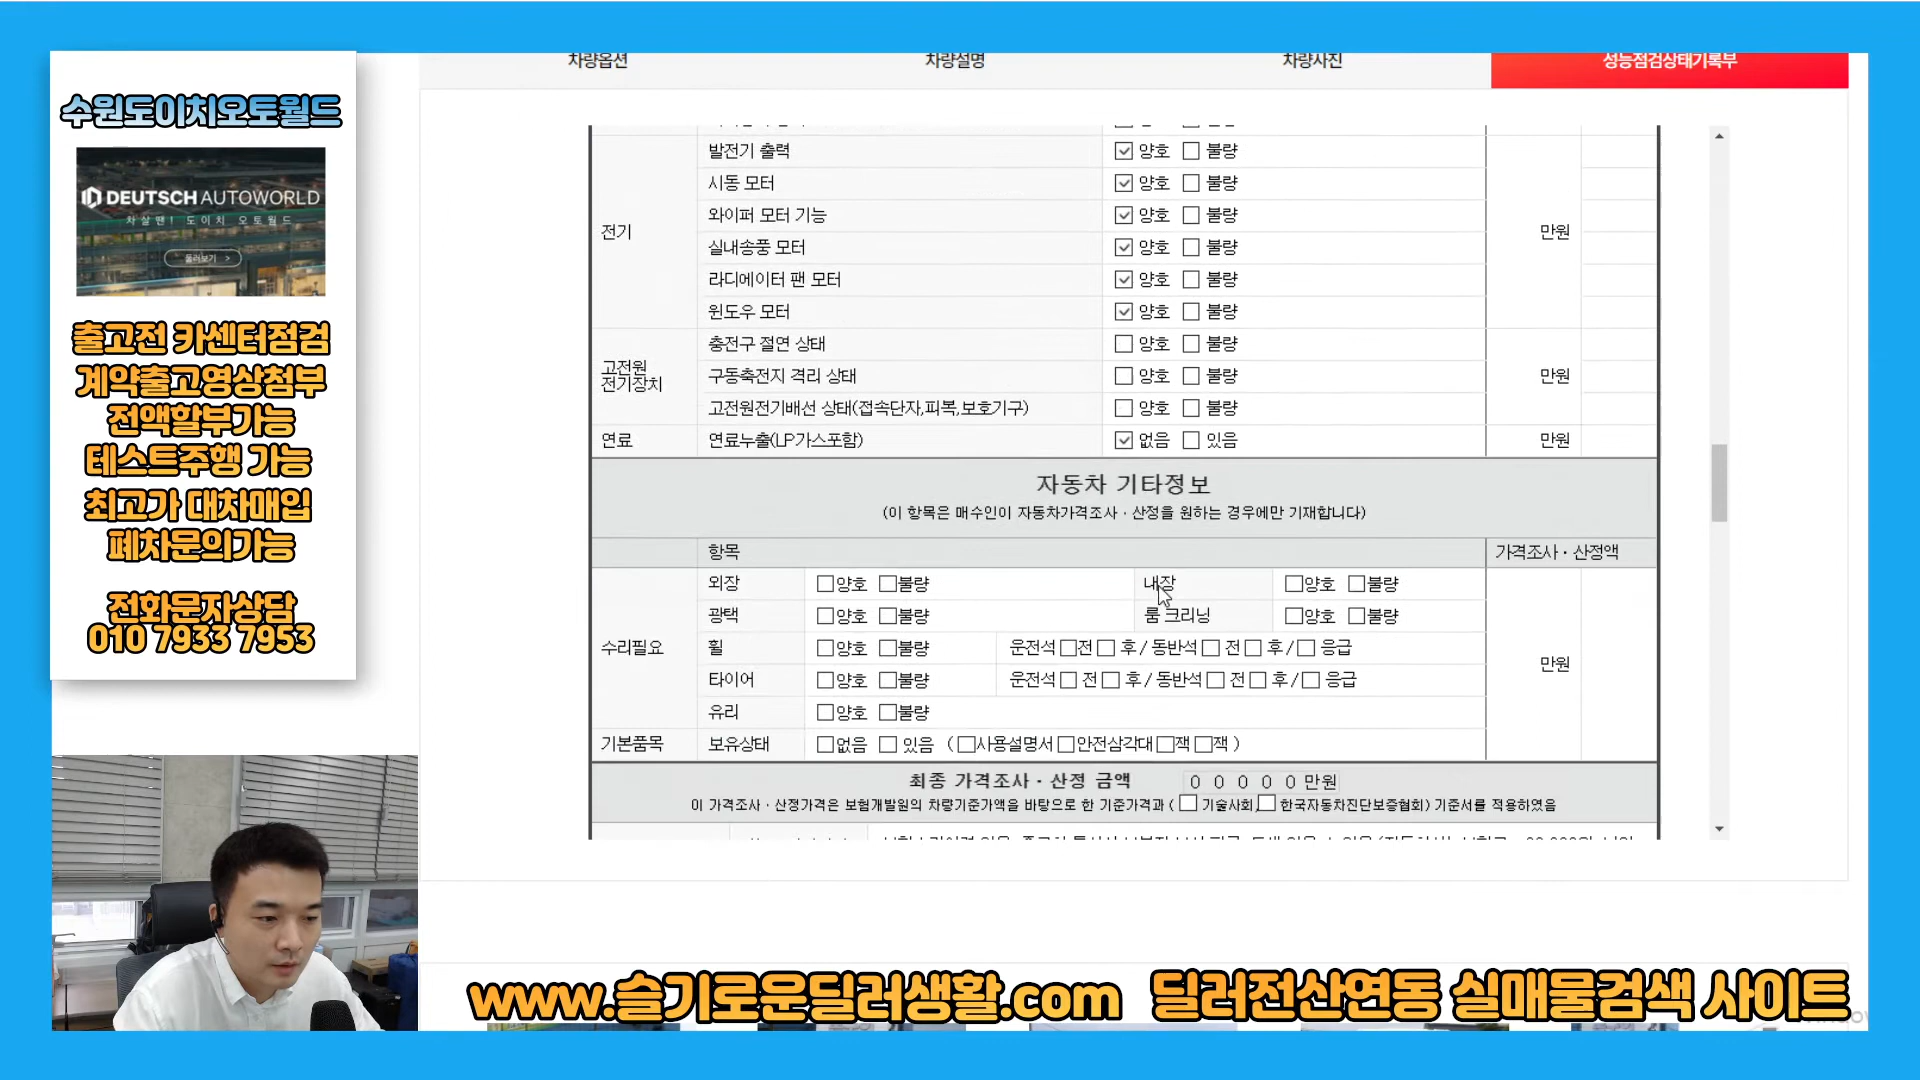 차량옵션 차량설명 차량사진 성능점검상태기록부
수원도이치오토월드
DEUTSCH AUTOWORLD
차살땐! 도이치 오토월드
둘러보기 >
출고전 카센터점검
계약출고영상첨부
전액할부가능
테스트주행 가능
최고가 대차매입
폐차문의가능
전화문자상담
010 7933 7953
전기 발전기 출력 양호 불량 만원
시동 모터 양호 불량
와이퍼 모터 기능 양호 불량
실내송풍 모터 양호 불량
라디에이터 팬 모터 양호 불량
윈도우 모터 양호 불량
고전원 전기장치 충전구 절연 상태 양호 불량 만원
구동축전지 격리 상태 양호 불량
고전원전기배선 상태(접속단자,피복,보호기구) 양호 불량
연료 연료누출(LP가스포함) 없음 있음 만원
자동차 기타정보
(이 항목은 매수인이 자동차가격조사·산정을 원하는 경우에만 기재합니다)
항목 가격조사·산정액
수리필요 외장 양호 불량 내장 양호 불량 만원
광택 양호 불량 룸 크리닝 양호 불량
휠 양호 불량 운전석 전 후 / 동반석 전 후 / 응급
타이어 양호 불량 운전석 전 후 / 동반석 전 후 / 응급
유리 양호 불량
기본품목 보유상태 없음 있음 ( 사용설명서 안전삼각대 잭 잭 )
최종 가격조사·산정 금액 0 0 0 0 0 만원
이 가격조사·산정가격은 보험개발원의 차량기준가액을 바탕으로 한 기준가격과 ( 기술사회, 한국자동차진단보증협회) 기준서를 적용하였음
www.슬기로운딜러생활.com 딜러전산연동 실매물검색 사이트